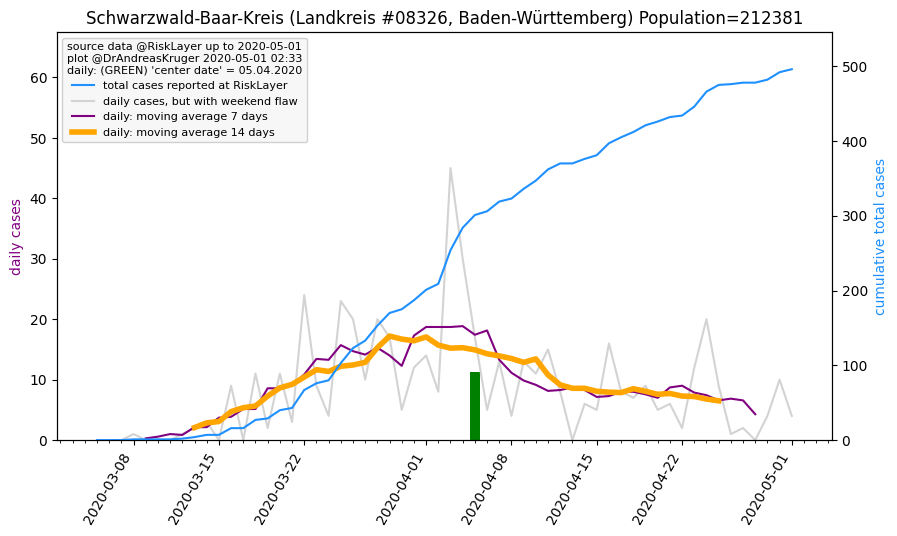 Schwarzwald-Baar-Kreis (Landkreis #08326, Baden-Württemberg) Population=212381
source data @RiskLayer up to 2020-05-01
plot @DrAndreasKruger 2020-05-01 02:33
daily: (GREEN) 'center date' = 05.04.2020
total cases reported at RiskLayer
daily cases, but with weekend flaw
daily: moving average 7 days
daily: moving average 14 days
daily cases
60
50
40
30
20
10
0
cumulative total cases
500
400
300
200
100
0
2020-03-08
2020-03-15
2020-03-22
2020-04-01
2020-04-08
2020-04-15
2020-04-22
2020-05-01